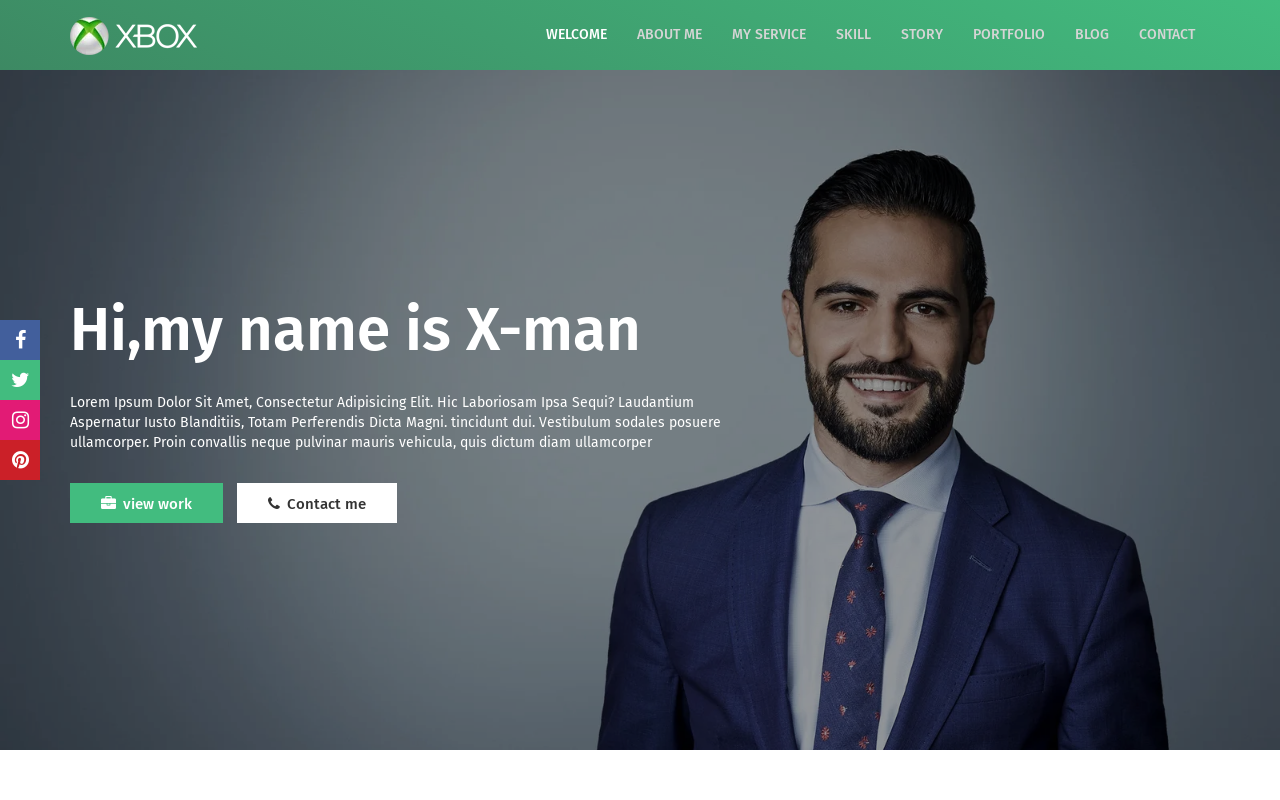 XBOX
WELCOME ABOUT ME MY SERVICE SKILL STORY PORTFOLIO BLOG CONTACT
Hi,my name is X-man
Lorem Ipsum Dolor Sit Amet, Consectetur Adipisicing Elit. Hic Laboriosam Ipsa Sequi? Laudantium
Aspernatur Iusto Blanditiis, Totam Perferendis Dicta Magni. tincidunt dui. Vestibulum sodales posuere
ullamcorper. Proin convallis neque pulvinar mauris vehicula, quis dictum diam ullamcorper
view work Contact me